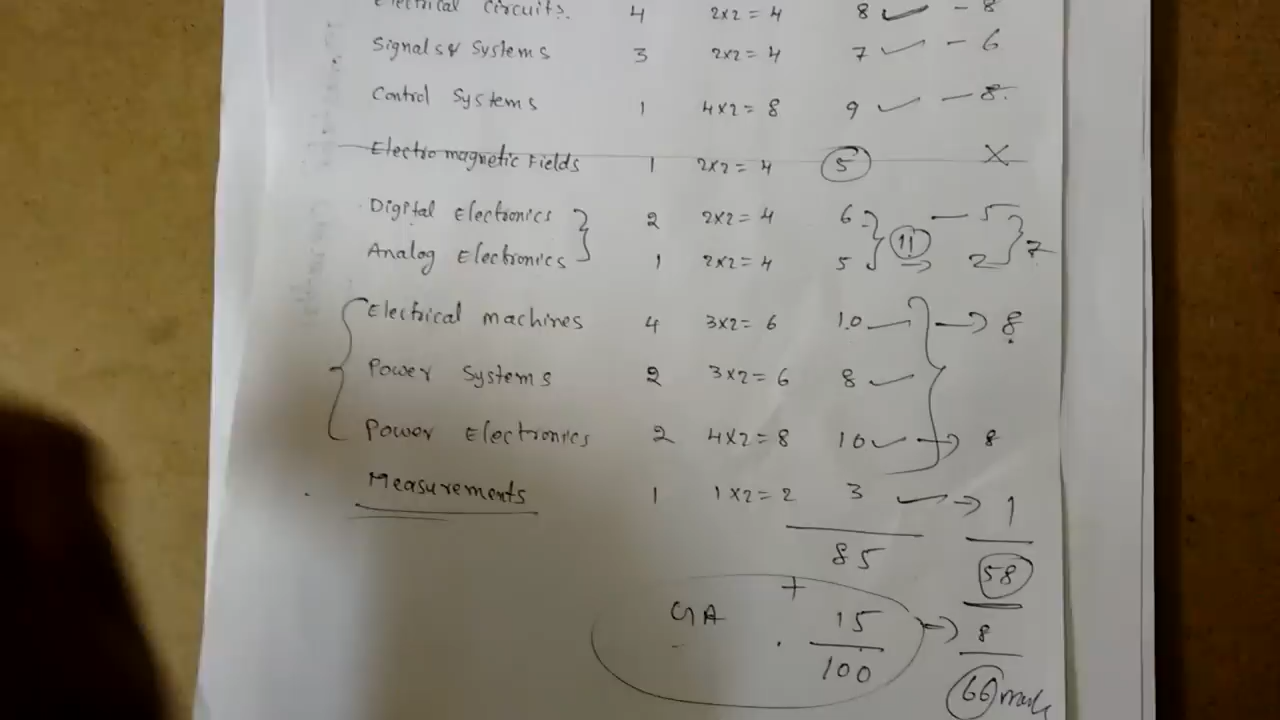 Electrical Circuits. 4 2x2 = 4 8 - 8
Signals & Systems 3 2x2 = 4 7 - 6
Control Systems 1 4x2 = 8 9 - 8.
Electromagnetic Fields 1 2x2 = 4 5 X
Digital Electronics 2 2x2 = 4 6 - 5
11 7
Analog Electronics 1 2x2 = 4 5 2
Electrical machines 4 3x2 = 6 10 → 8
Power Systems 2 3x2 = 6 8
Power Electronics 2 4x2 = 8 10 → 8
Measurements 1 1x2 = 2 3 → 1
85 58
+
GA 15 → 8
100 66 mark